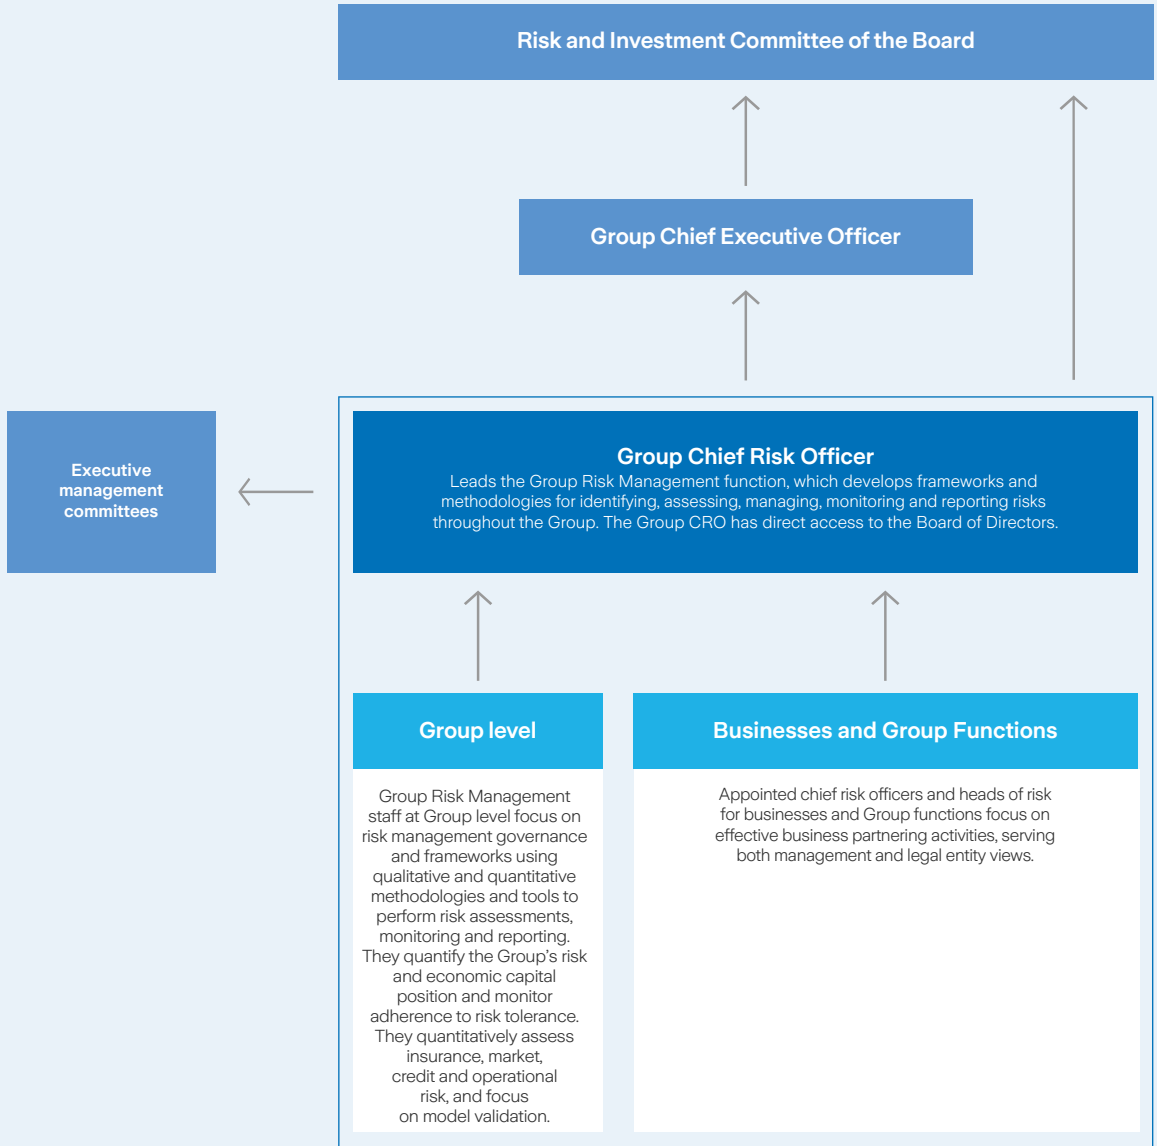 Risk and Investment Committee of the Board
Group Chief Executive Officer
Executive
management
committees
Group Chief Risk Officer
Leads the Group Risk Management function, which develops frameworks and
methodologies for identifying, assessing, managing, monitoring and reporting risks
throughout the Group. The Group CRO has direct access to the Board of Directors.
Group level
Group Risk Management
staff at Group level focus on
risk management governance
and frameworks using
qualitative and quantitative
methodologies and tools to
perform risk assessments,
monitoring and reporting.
They quantify the Group’s risk
and economic capital
position and monitor
adherence to risk tolerance.
They quantitatively assess
insurance, market,
credit and operational
risk, and focus
on model validation.
Businesses and Group Functions
Appointed chief risk officers and heads of risk
for businesses and Group functions focus on
effective business partnering activities, serving
both management and legal entity views.